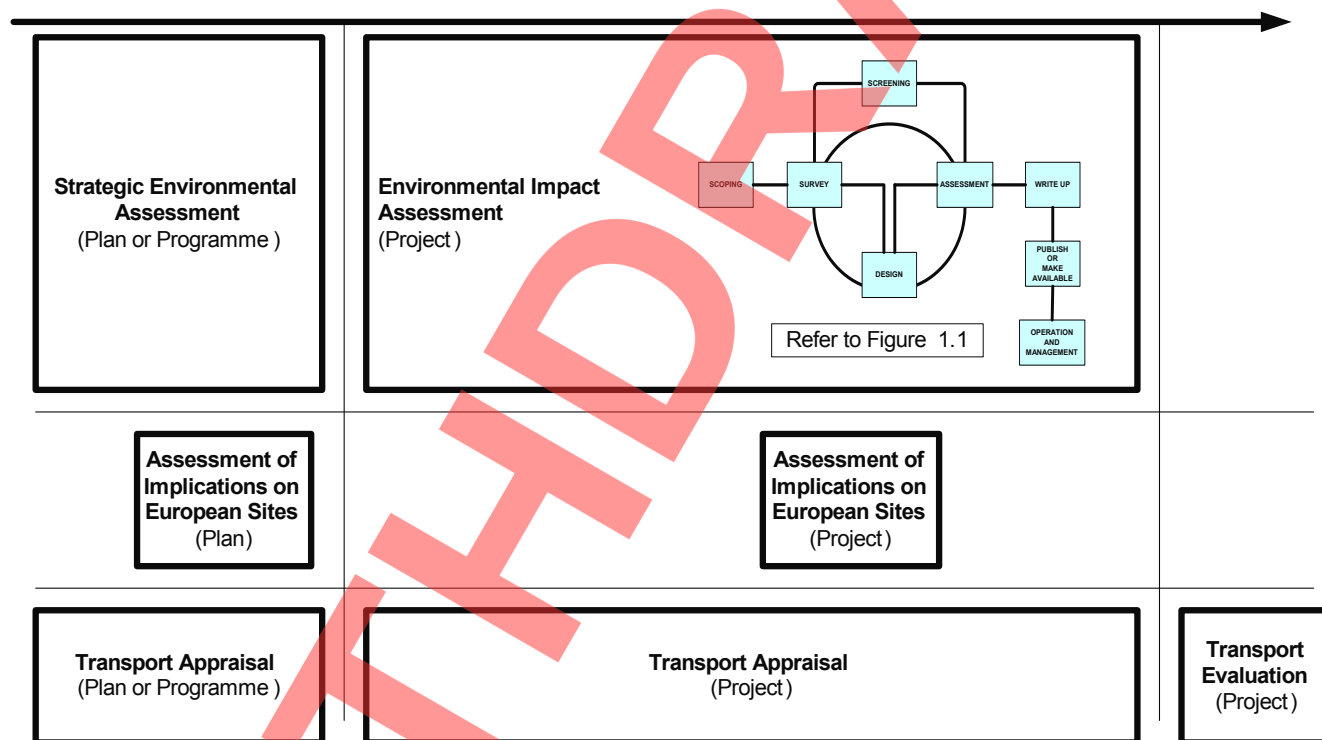 Strategic Environmental
Assessment
(Plan or Programme )
Environmental Impact
Assessment
(Project )
SCREENING
SCOPING
SURVEY
ASSESSMENT
WRITE UP
DESIGN
PUBLISH
OR
MAKE
AVAILABLE
OPERATION
AND
MANAGEMENT
Refer to Figure 1.1
Assessment of
Implications on
European Sites
(Plan)
Assessment of
Implications on
European Sites
(Project )
Transport Appraisal
(Plan or Programme )
Transport Appraisal
(Project )
Transport
Evaluation
(Project )
THDRA